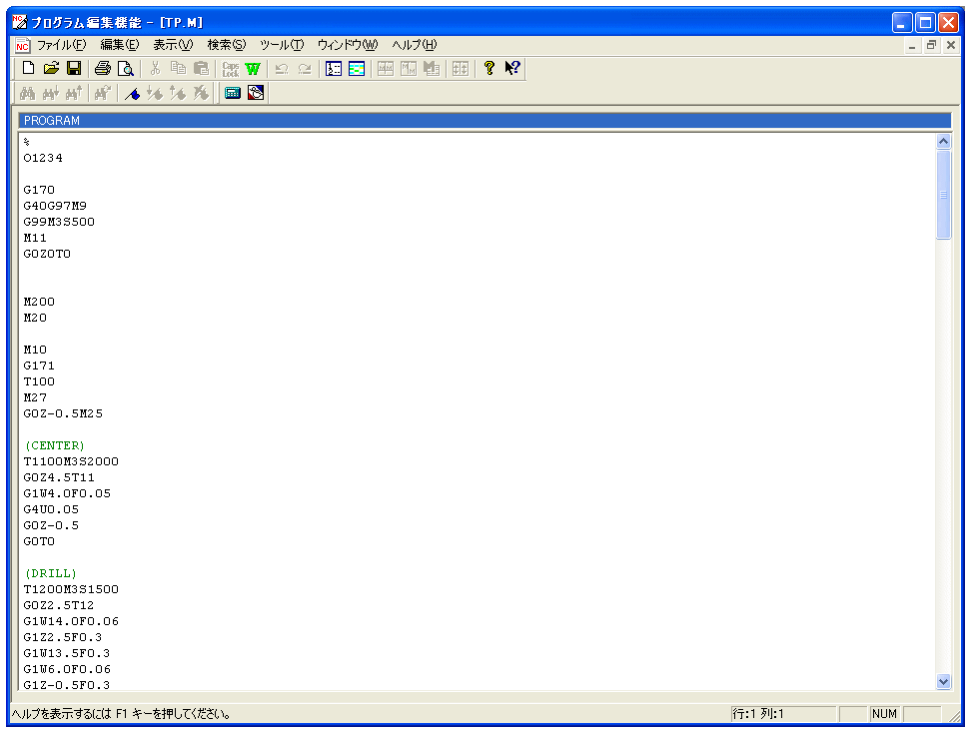 プログラム編集機能 - [TP.M]
ファイル(F) 編集(E) 表示(V) 検索(S) ツール(T) ウィンドウ(W) ヘルプ(H)
PROGRAM
%
O1234
G170
G40G97M9
G99M3S500
M11
G0Z0T0
M200
M20
M10
G171
T100
M27
G0Z-0.5M25
(CENTER)
T1100M3S2000
G0Z4.5T11
G1W4.0F0.05
G4U0.05
G0Z-0.5
G0T0
(DRILL)
T1200M3S1500
G0Z2.5T12
G1W14.0F0.06
G1Z2.5F0.3
G1W13.5F0.3
G1W6.0F0.06
G1Z-0.5F0.3
ヘルプを表示するには F1 キーを押してください。 行:1 列:1 NUM